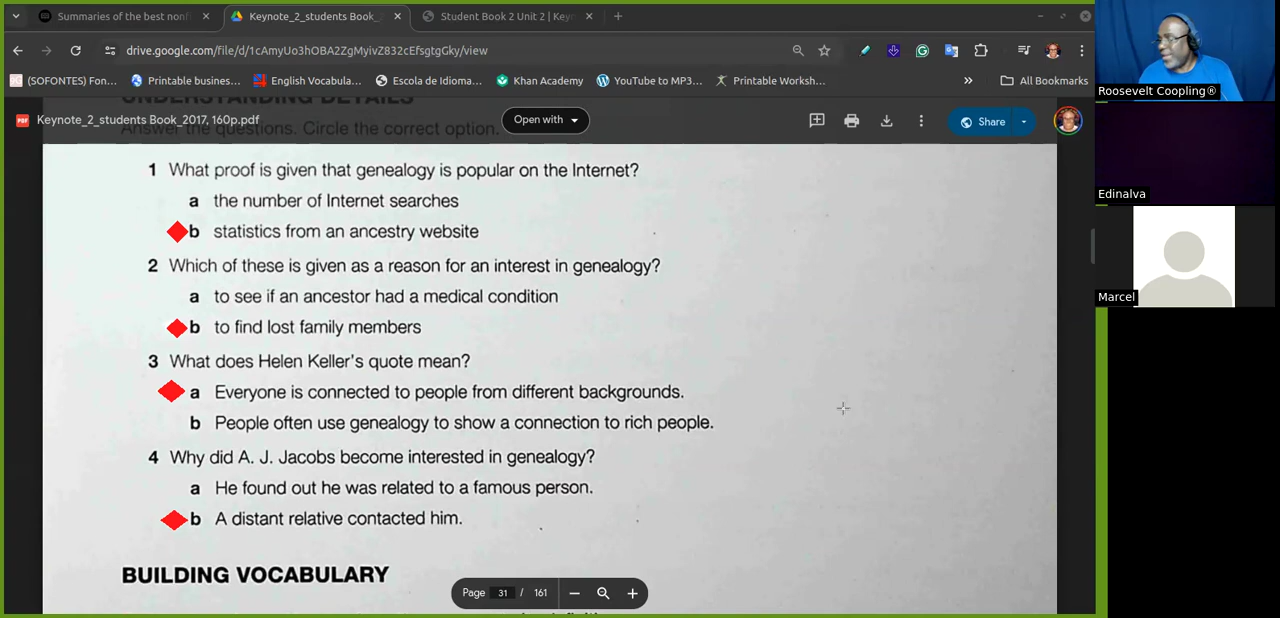 Summaries of the best nonf
Keynote_2_students Book_
Student Book 2 Unit 2 | Key
drive.google.com/file/d/1cAmyUo3hOBA2ZgMyivZ832cEfsgtgGky/view
(SOFONTES) Fon...
Printable busines...
English Vocabula...
Escola de Idioma...
Khan Academy
YouTube to MP3...
Printable Worksh...
All Bookmarks
UNDERSTANDING DETAILS
Keynote_2_students Book_2017, 160p.pdf
Open with
Share
Answer the questions. Circle the correct option.
1 What proof is given that genealogy is popular on the Internet?
a the number of Internet searches
b statistics from an ancestry website
2 Which of these is given as a reason for an interest in genealogy?
a to see if an ancestor had a medical condition
b to find lost family members
3 What does Helen Keller's quote mean?
a Everyone is connected to people from different backgrounds.
b People often use genealogy to show a connection to rich people.
4 Why did A. J. Jacobs become interested in genealogy?
a He found out he was related to a famous person.
b A distant relative contacted him.
BUILDING VOCABULARY
Page 31 / 161
Roosevelt Coopling®
Edinalva
Marcel